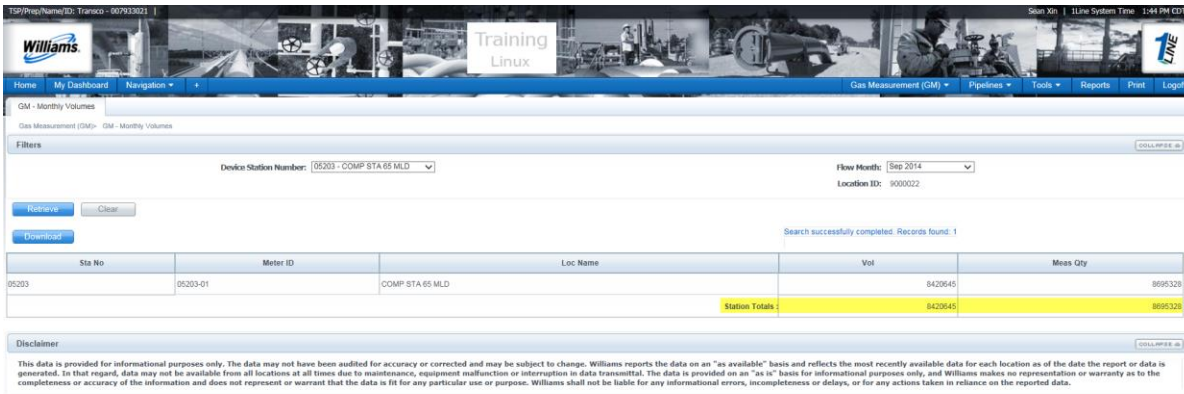 TSP/Prep/Name/ID: Transco - 007933021 |
Sean Xin | 1Line System Time 1:44 PM CDT
Williams
Training
Linux
1LINE
Home My Dashboard Navigation +
Gas Measurement (GM) Pipelines Tools Reports Print Logoff
GM - Monthly Volumes
Gas Measurement (GM)> GM - Monthly Volumes
Filters COLLAPSE
Device Station Number: 05203 - COMP STA 65 MLD Flow Month: Sep 2014
Location ID: 9000022
Retrieve Clear
Download Search successfully completed. Records found: 1
Sta No Meter ID Loc Name Vol Meas Qty
05203 05203-01 COMP STA 65 MLD 8420645 8695328
Station Totals : 8420645 8695328
Disclaimer COLLAPSE
This data is provided for informational purposes only. The data may not have been audited for accuracy or corrected and may be subject to change. Williams reports the data on an "as available" basis and reflects the most recently available data for each location as of the date the report or data is
generated. In that regard, data may not be available from all locations at all times due to maintenance, equipment malfunction or interruption in data transmittal. The data is provided on an "as is" basis for informational purposes only, and Williams makes no representation or warranty as to the
completeness or accuracy of the information and does not represent or warrant that the data is fit for any particular use or purpose. Williams shall not be liable for any informational errors, incompleteness or delays, or for any actions taken in reliance on the reported data.